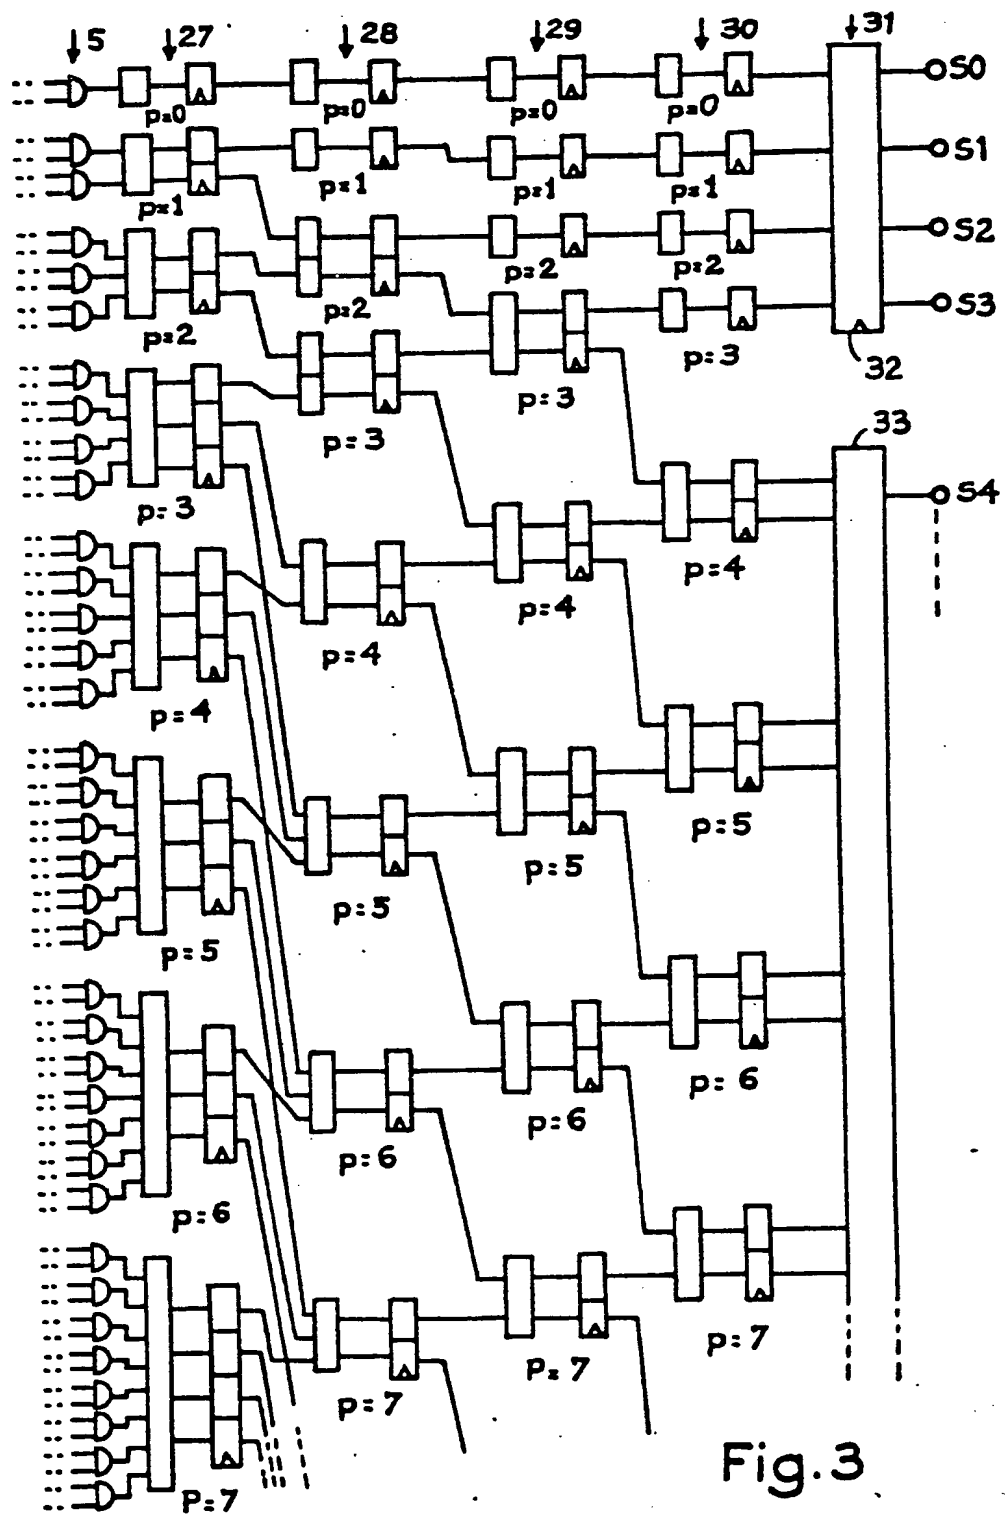 5 27 28 29 30 31
S0
p=0 p=0 p=0 p=0
S1
p=1 p=1 p=1 p=1
S2
p=2 p=2 p=2 p=2
S3
p=3 p=3 p=3 p=3
32
33
S4
p=4 p=4 p=4 p=4
p=5 p=5 p=5 p=5
p=6 p=6 p=6 p=6
P=7 p=7 P=7 p=7
Fig.3